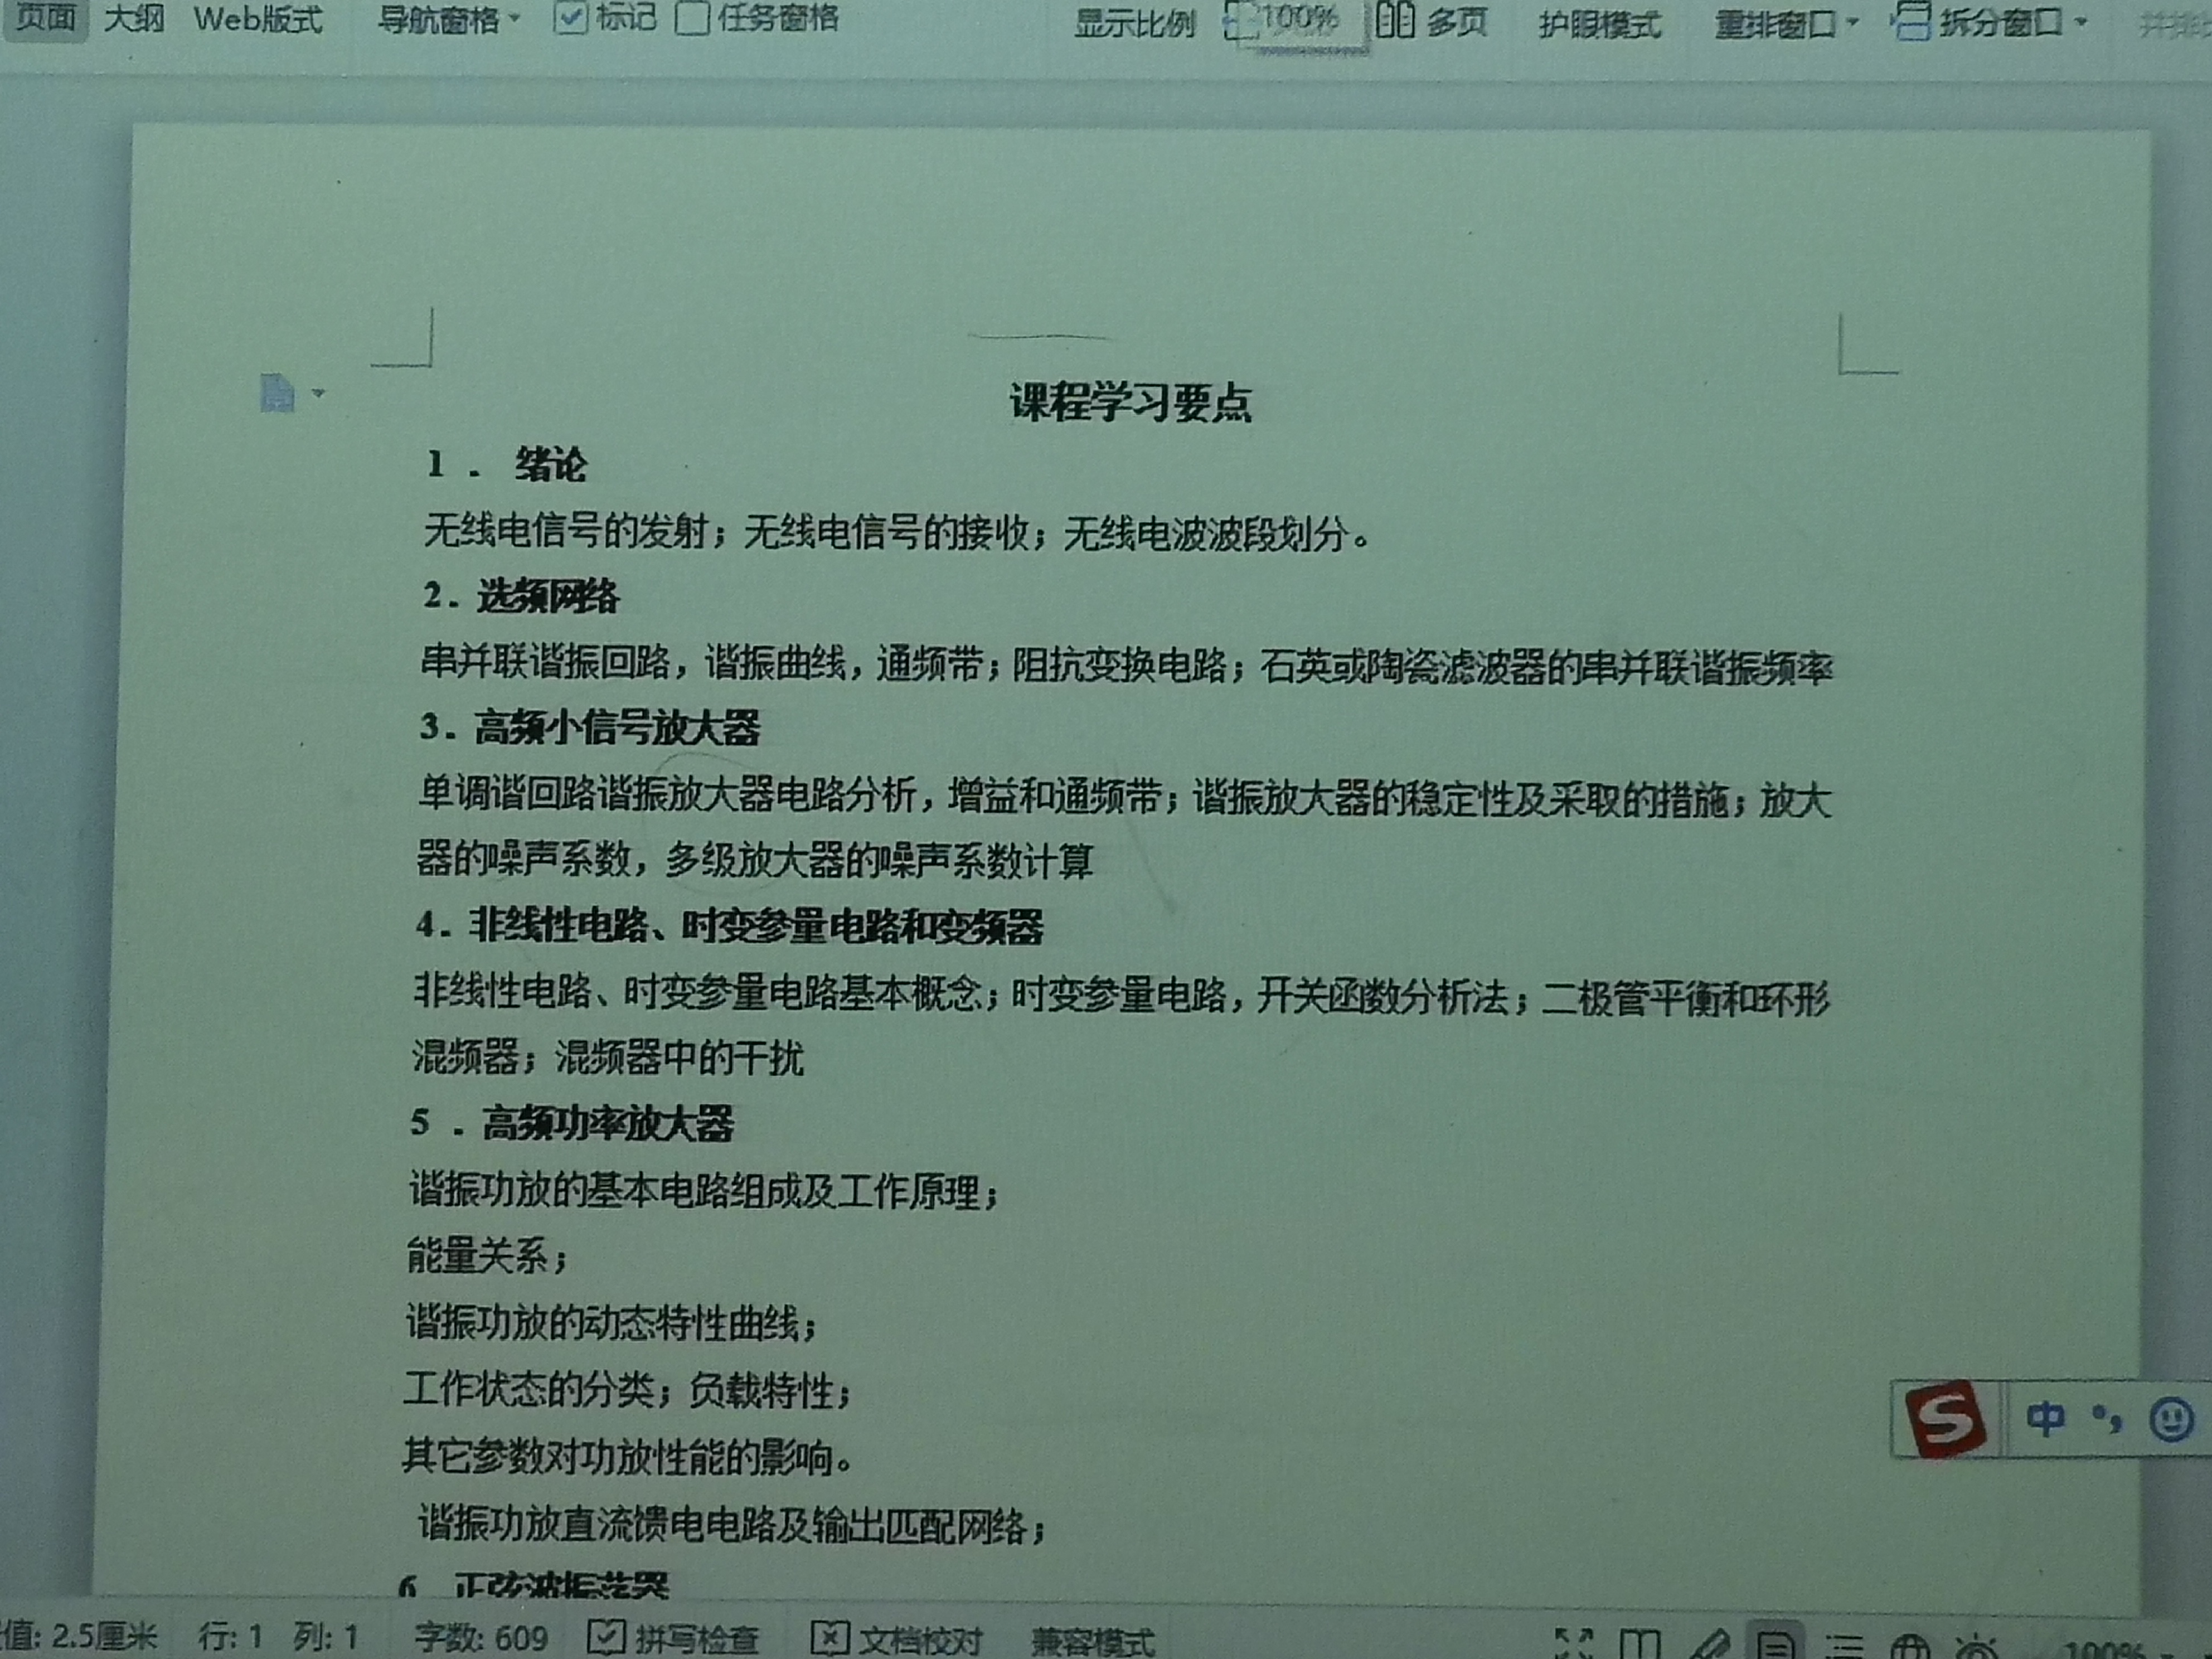 页面 大纲 Web版式 导航窗格 标记 任务窗格 显示比例 100% 多页 护眼模式 重排窗口 拆分窗口
课程学习要点
1 . 绪论
无线电信号的发射；无线电信号的接收；无线电波波段划分。
2. 选频网络
串并联谐振回路，谐振曲线，通频带；阻抗变换电路；石英或陶瓷滤波器的串并联谐振频率
3. 高频小信号放大器
单调谐回路谐振放大器电路分析，增益和通频带；谐振放大器的稳定性及采取的措施；放大
器的噪声系数，多级放大器的噪声系数计算
4. 非线性电路、时变参量电路和变频器
非线性电路、时变参量电路基本概念；时变参量电路，开关函数分析法；二极管平衡和环形
混频器；混频器中的干扰
5 . 高频功率放大器
谐振功放的基本电路组成及工作原理；
能量关系；
谐振功放的动态特性曲线；
工作状态的分类；负载特性；
中
其它参数对功放性能的影响。
谐振功放直流馈电电路及输出匹配网络；
6 正弦波振荡器
值: 2.5厘米 行: 1 列: 1 字数: 609 拼写检查 文档校对 兼容模式 100%